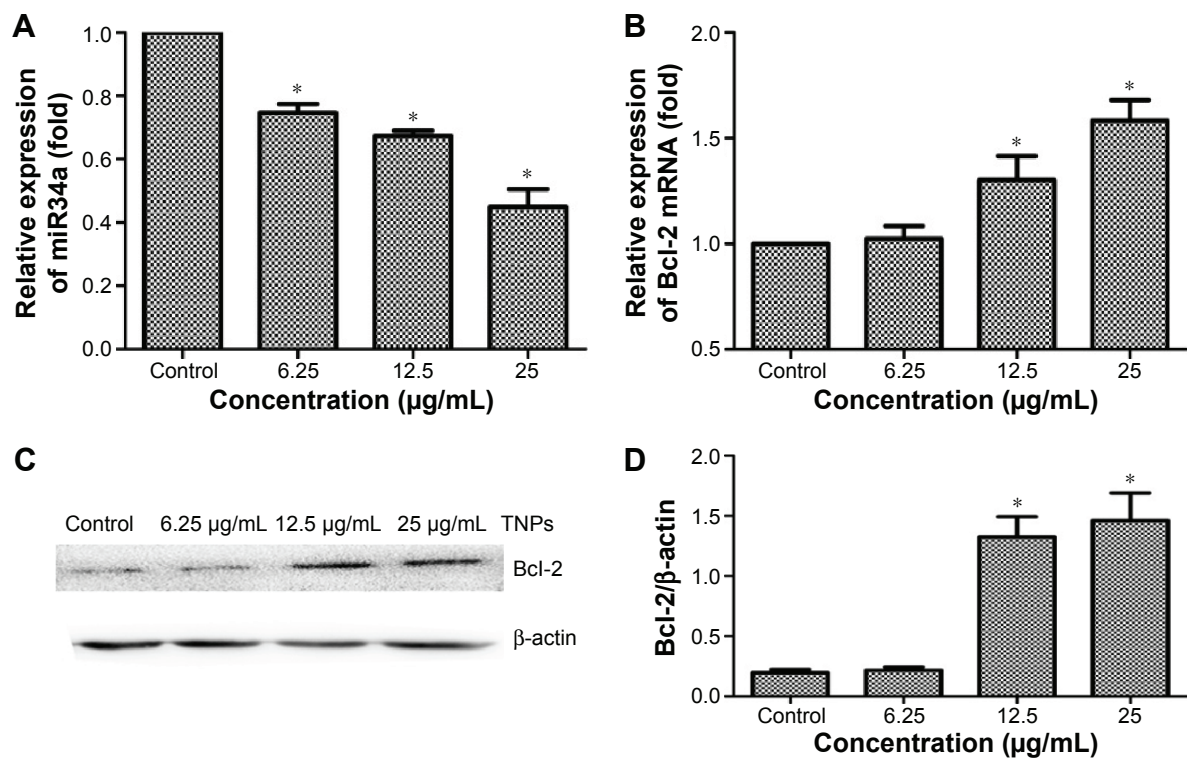 A
Relative expression
of miR34a (fold)
1.0
0.8
0.6
0.4
0.2
0.0
*
*
*
Control 6.25 12.5 25
Concentration (µg/mL)
B
Relative expression
of Bcl-2 mRNA (fold)
2.0
1.5
1.0
0.5
*
*
Control 6.25 12.5 25
Concentration (µg/mL)
C
Control 6.25 µg/mL 12.5 µg/mL 25 µg/mL TNPs
Bcl-2
β-actin
D
Bcl-2/β-actin
2.0
1.5
1.0
0.5
0.0
*
*
Control 6.25 12.5 25
Concentration (µg/mL)